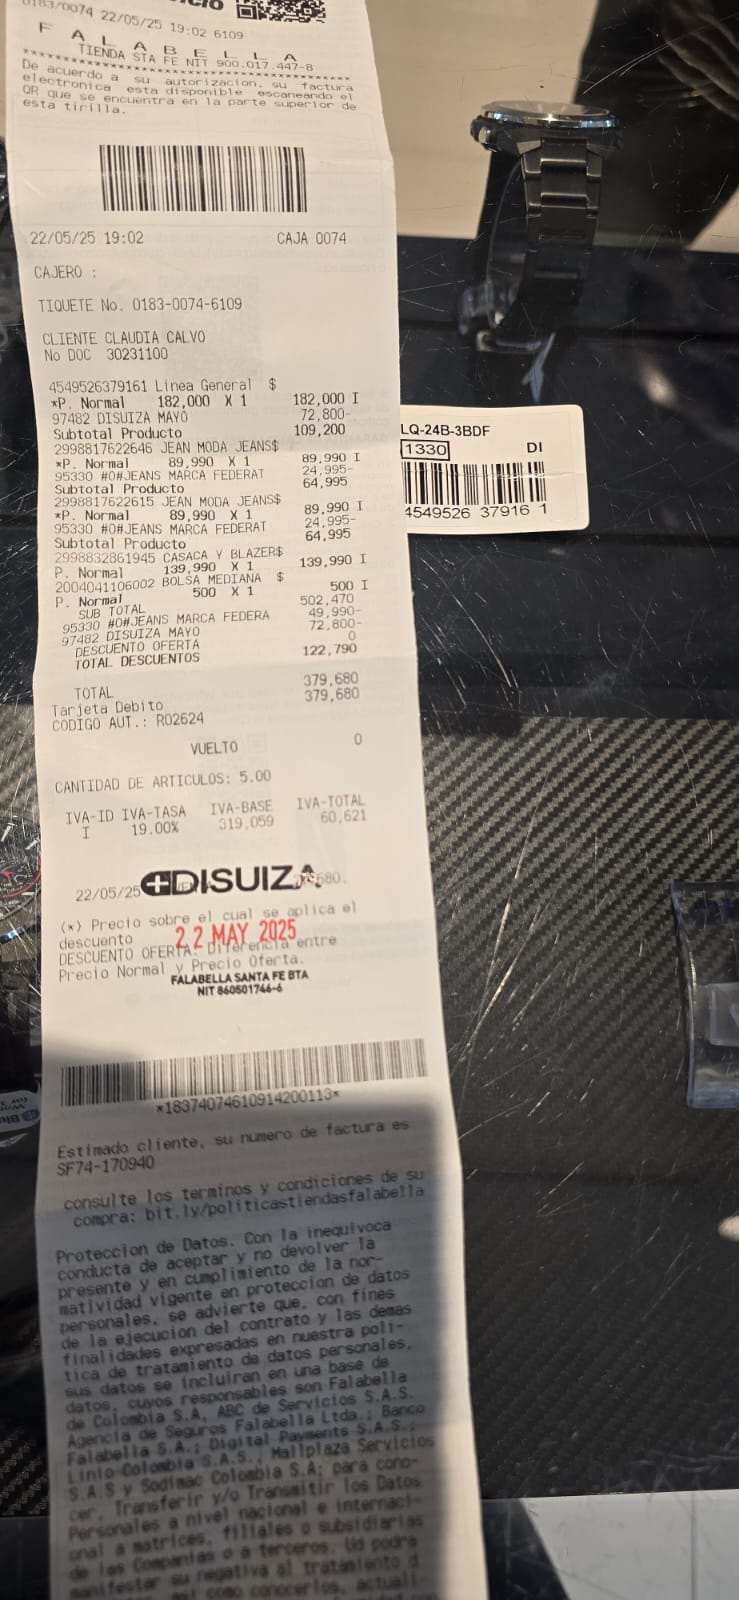 0183/0074 22/05/25 19:02 6109
F A L A B E L L A
TIENDA STA FE NIT 900.017.447-8
************************************
De acuerdo a su autorizacion, su factura
electronica esta disponible escaneando el
QR que se encuentra en la parte superior de
esta tirilla.
22/05/25 19:02 CAJA 0074
CAJERO :
TIQUETE No. 0183-0074-6109
CLIENTE CLAUDIA CALVO
No DOC 30231100
4549526379161 Linea General $
*P. Normal 182,000 X 1 182,000 I
97482 DISUIZA MAYO 72,800-
Subtotal Producto 109,200
2998817622646 JEAN MODA JEANS$
*P. Normal 89,990 X 1 89,990 I
95330 #O#JEANS MARCA FEDERAT 24,995-
Subtotal Producto 64,995
2998817622615 JEAN MODA JEANS$
*P. Normal 89,990 X 1 89,990 I
95330 #O#JEANS MARCA FEDERAT 24,995-
Subtotal Producto 64,995
2998832861945 CASACA Y BLAZER$
P. Normal 139,990 X 1 139,990 I
2004041106002 BOLSA MEDIANA $
P. Normal 500 X 1 500 I
SUB TOTAL 502,470
95330 #O#JEANS MARCA FEDERA 49,990-
97482 DISUIZA MAYO 72,800-
DESCUENTO OFERTA 0
TOTAL DESCUENTOS 122,790
TOTAL 379,680
Tarjeta Debito 379,680
CODIGO AUT.: R02624
VUELTO 0
CANTIDAD DE ARTICULOS: 5.00
IVA-ID IVA-TASA IVA-BASE IVA-TOTAL
I 19.00% 319,059 60,621
22/05/25 DISUIZA 680.
(*) Precio sobre el cual se aplica el
descuento
22 MAY 2025
DESCUENTO OFERTA: Diferencia entre
Precio Normal y Precio Oferta.
FALABELLA SANTA FE BTA
NIT 860501746-6
*18374074610914200113*
Estimado cliente, su numero de factura es
SF74-170940
consulte los terminos y condiciones de su
compra: bit.ly/politicastiendasfalabella
Proteccion de Datos. Con la inequivoca
conducta de aceptar y no devolver la
presente y en cumplimiento de la nor-
matividad vigente en proteccion de datos
personales, se advierte que, con fines
de la ejecucion del contrato y las demas
finalidades expresadas en nuestra poli-
tica de tratamiento de datos personales,
sus datos se incluiran en una base de
datos, cuyos responsables son Falabella
de Colombia S.A, ABC de Servicios S.A.S.
Agencia de Seguros Falabella Ltda.; Banco
Falabella S.A.; Digital Payments S.A.S.;
Linio Colombia S.A.S., Mallplaza Servicios
S.A.S y Sodimac Colombia S.A; para cono-
cer, Transferir y/o Transmitir los Datos
Personales a nivel nacional e internaci-
onal a matrices, filiales o subsidiarias
de las Companias o a terceros. Ud podra
manifestar su negativa al tratamiento d
asi como conocerlos, actuali
LQ-24B-3BDF
1330 DI
4549526 37916 1